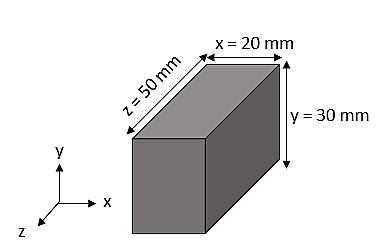 x = 20 mm
z = 50 mm
y = 30 mm
y
x
z